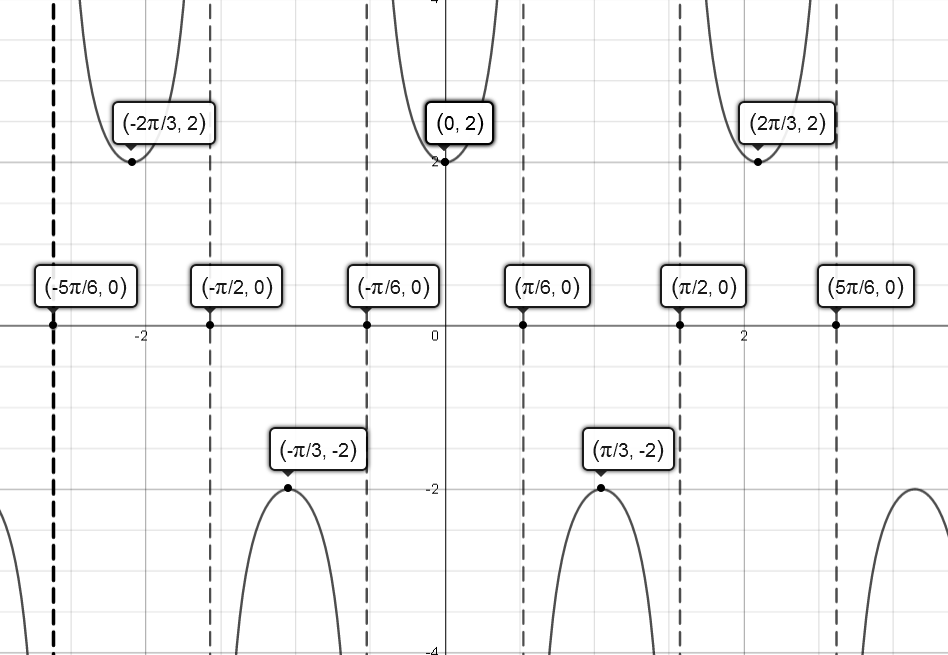 4
(-2π/3, 2)
(0, 2)
(2π/3, 2)
2
(-5π/6, 0)
(-π/2, 0)
(-π/6, 0)
(π/6, 0)
(π/2, 0)
(5π/6, 0)
-2
0
2
(-π/3, -2)
(π/3, -2)
-2
-4